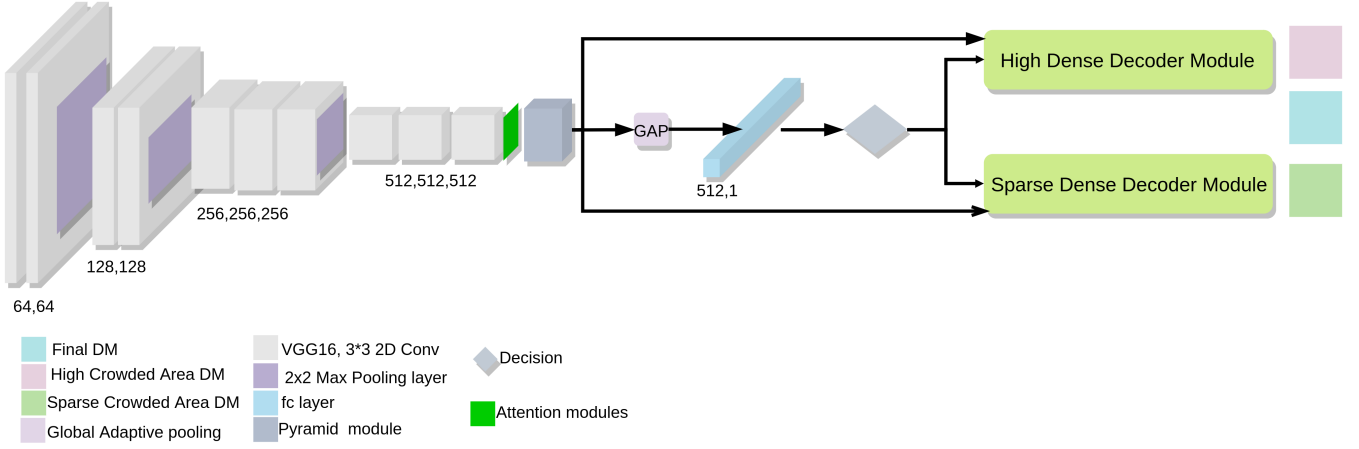 High Dense Decoder Module
GAP
Sparse Dense Decoder Module
512,512,512
512,1
256,256,256
128,128
64,64
Final DM
High Crowded Area DM
Sparse Crowded Area DM
Global Adaptive pooling
VGG16, 3*3 2D Conv
2x2 Max Pooling layer
fc layer
Pyramid module
Decision
Attention modules